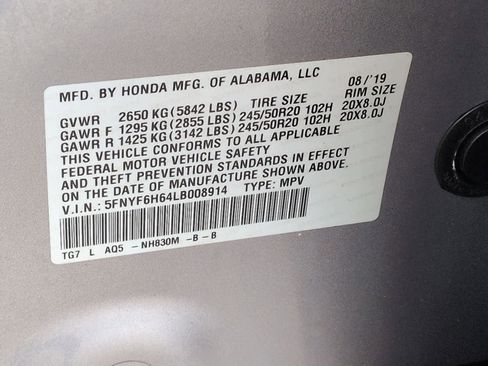 MFD. BY HONDA MFG. OF ALABAMA, LLC 08/'19
GVWR 2650 KG(5842 LBS) TIRE SIZE RIM SIZE
GAWR F 1295 KG(2855 LBS) 245/50R20 102H 20X8.0J
GAWR R 1425 KG(3142 LBS) 245/50R20 102H 20X8.0J
THIS VEHICLE CONFORMS TO ALL APPLICABLE
FEDERAL MOTOR VEHICLE SAFETY
AND THEFT PREVENTION STANDARDS IN EFFECT
ON THE DATE OF MANUFACTURE SHOWN ABOVE.
V.I.N.: 5FNYF6H64LB008914 TYPE: MPV
TG7 L AQ5 -NH830M -B-B